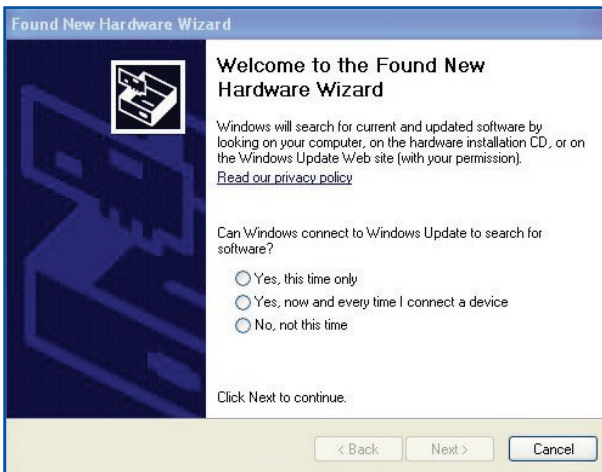 Found New Hardware Wizard
Welcome to the Found New
Hardware Wizard
Windows will search for current and updated software by
looking on your computer, on the hardware installation CD, or on
the Windows Update Web site (with your permission).
Read our privacy policy
Can Windows connect to Windows Update to search for
software?
Yes, this time only
Yes, now and every time I connect a device
No, not this time
Click Next to continue.
< Back Next > Cancel